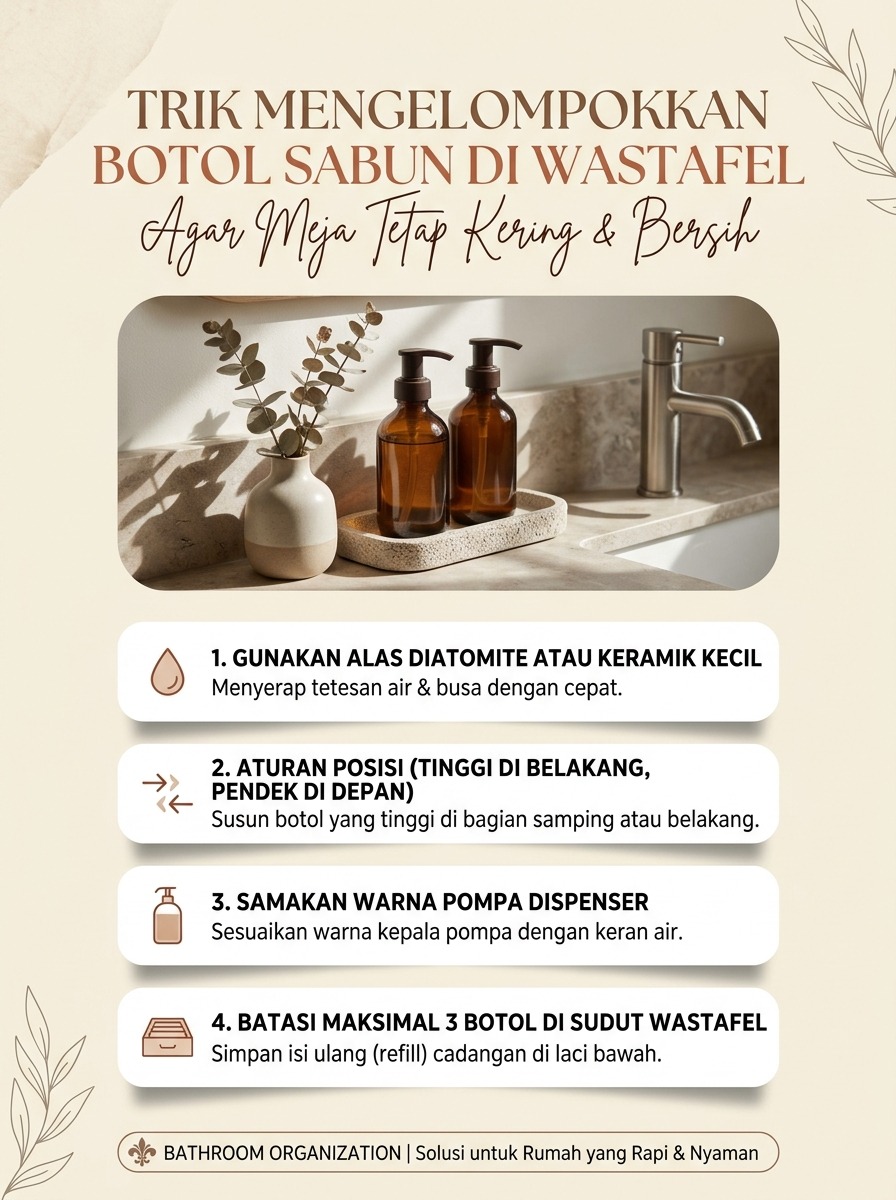 TRIK MENGELOMPOKKAN
BOTOL SABUN DI WASTAFEL
Agar Meja Tetap Kering & Bersih
1. GUNAKAN ALAS DIATOMITE ATAU KERAMIK KECIL
Menyerap tetesan air & busa dengan cepat.
2. ATURAN POSISI (TINGGI DI BELAKANG,
PENDEK DI DEPAN)
Susun botol yang tinggi di bagian samping atau belakang.
3. SAMAKAN WARNA POMPA DISPENSER
Sesuaikan warna kepala pompa dengan keran air.
4. BATASI MAKSIMAL 3 BOTOL DI SUDUT WASTAFEL
Simpan isi ulang (refill) cadangan di laci bawah.
BATHROOM ORGANIZATION | Solusi untuk Rumah yang Rapi & Nyaman